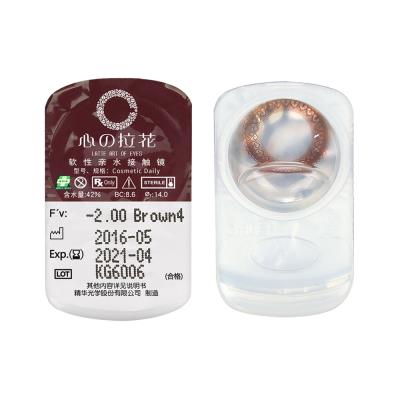 心の拉花
LATTE ART OF EYES
软性亲水接触镜
型号、规格: Cosmetic Daily
Rx Only
STERILE
含水量:42% BC:8.6 Ø:14.0
F'v: -2.00 Brown4
2016-05
Exp. 2021-04
LOT KG6006 (合格)
其他内容详见说明书
精华光学股份有限公司 制造